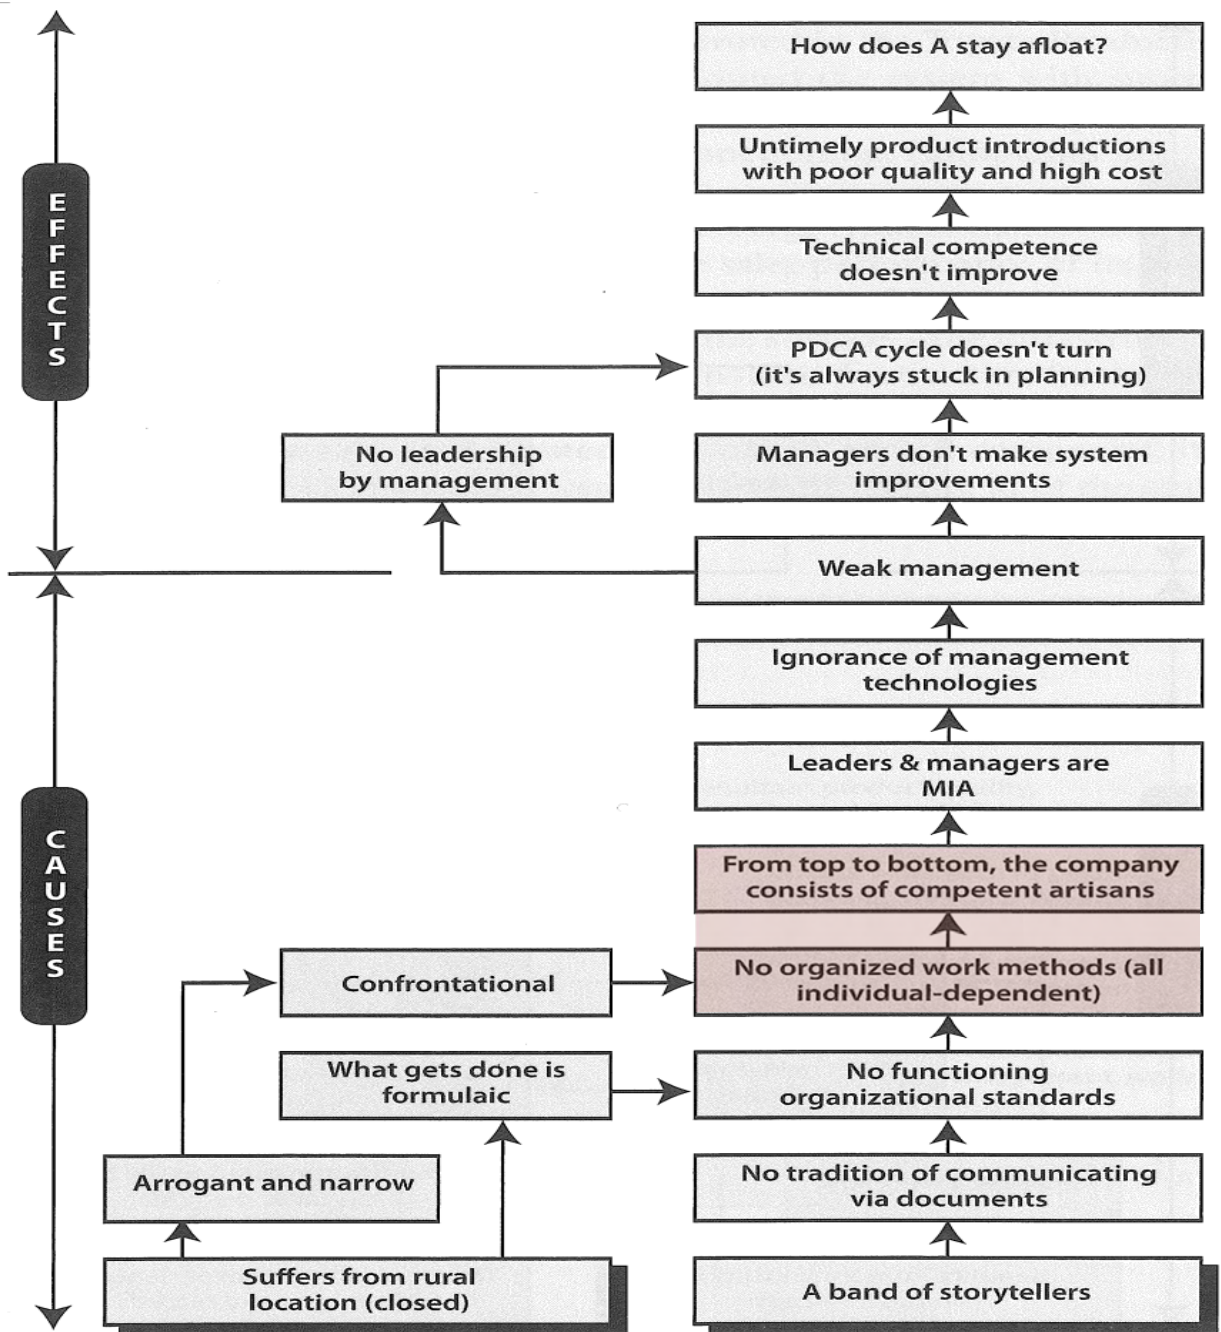 How does A stay afloat?
Untimely product introductions
with poor quality and high cost
EFFECTS
Technical competence
doesn't improve
PDCA cycle doesn't turn
(it's always stuck in planning)
No leadership
by management
Managers don't make system
improvements
Weak management
Ignorance of management
technologies
Leaders & managers are
MIA
CAUSES
From top to bottom, the company
consists of competent artisans
Confrontational
No organized work methods (all
individual-dependent)
What gets done is
formulaic
No functioning
organizational standards
Arrogant and narrow
No tradition of communicating
via documents
Suffers from rural
location (closed)
A band of storytellers